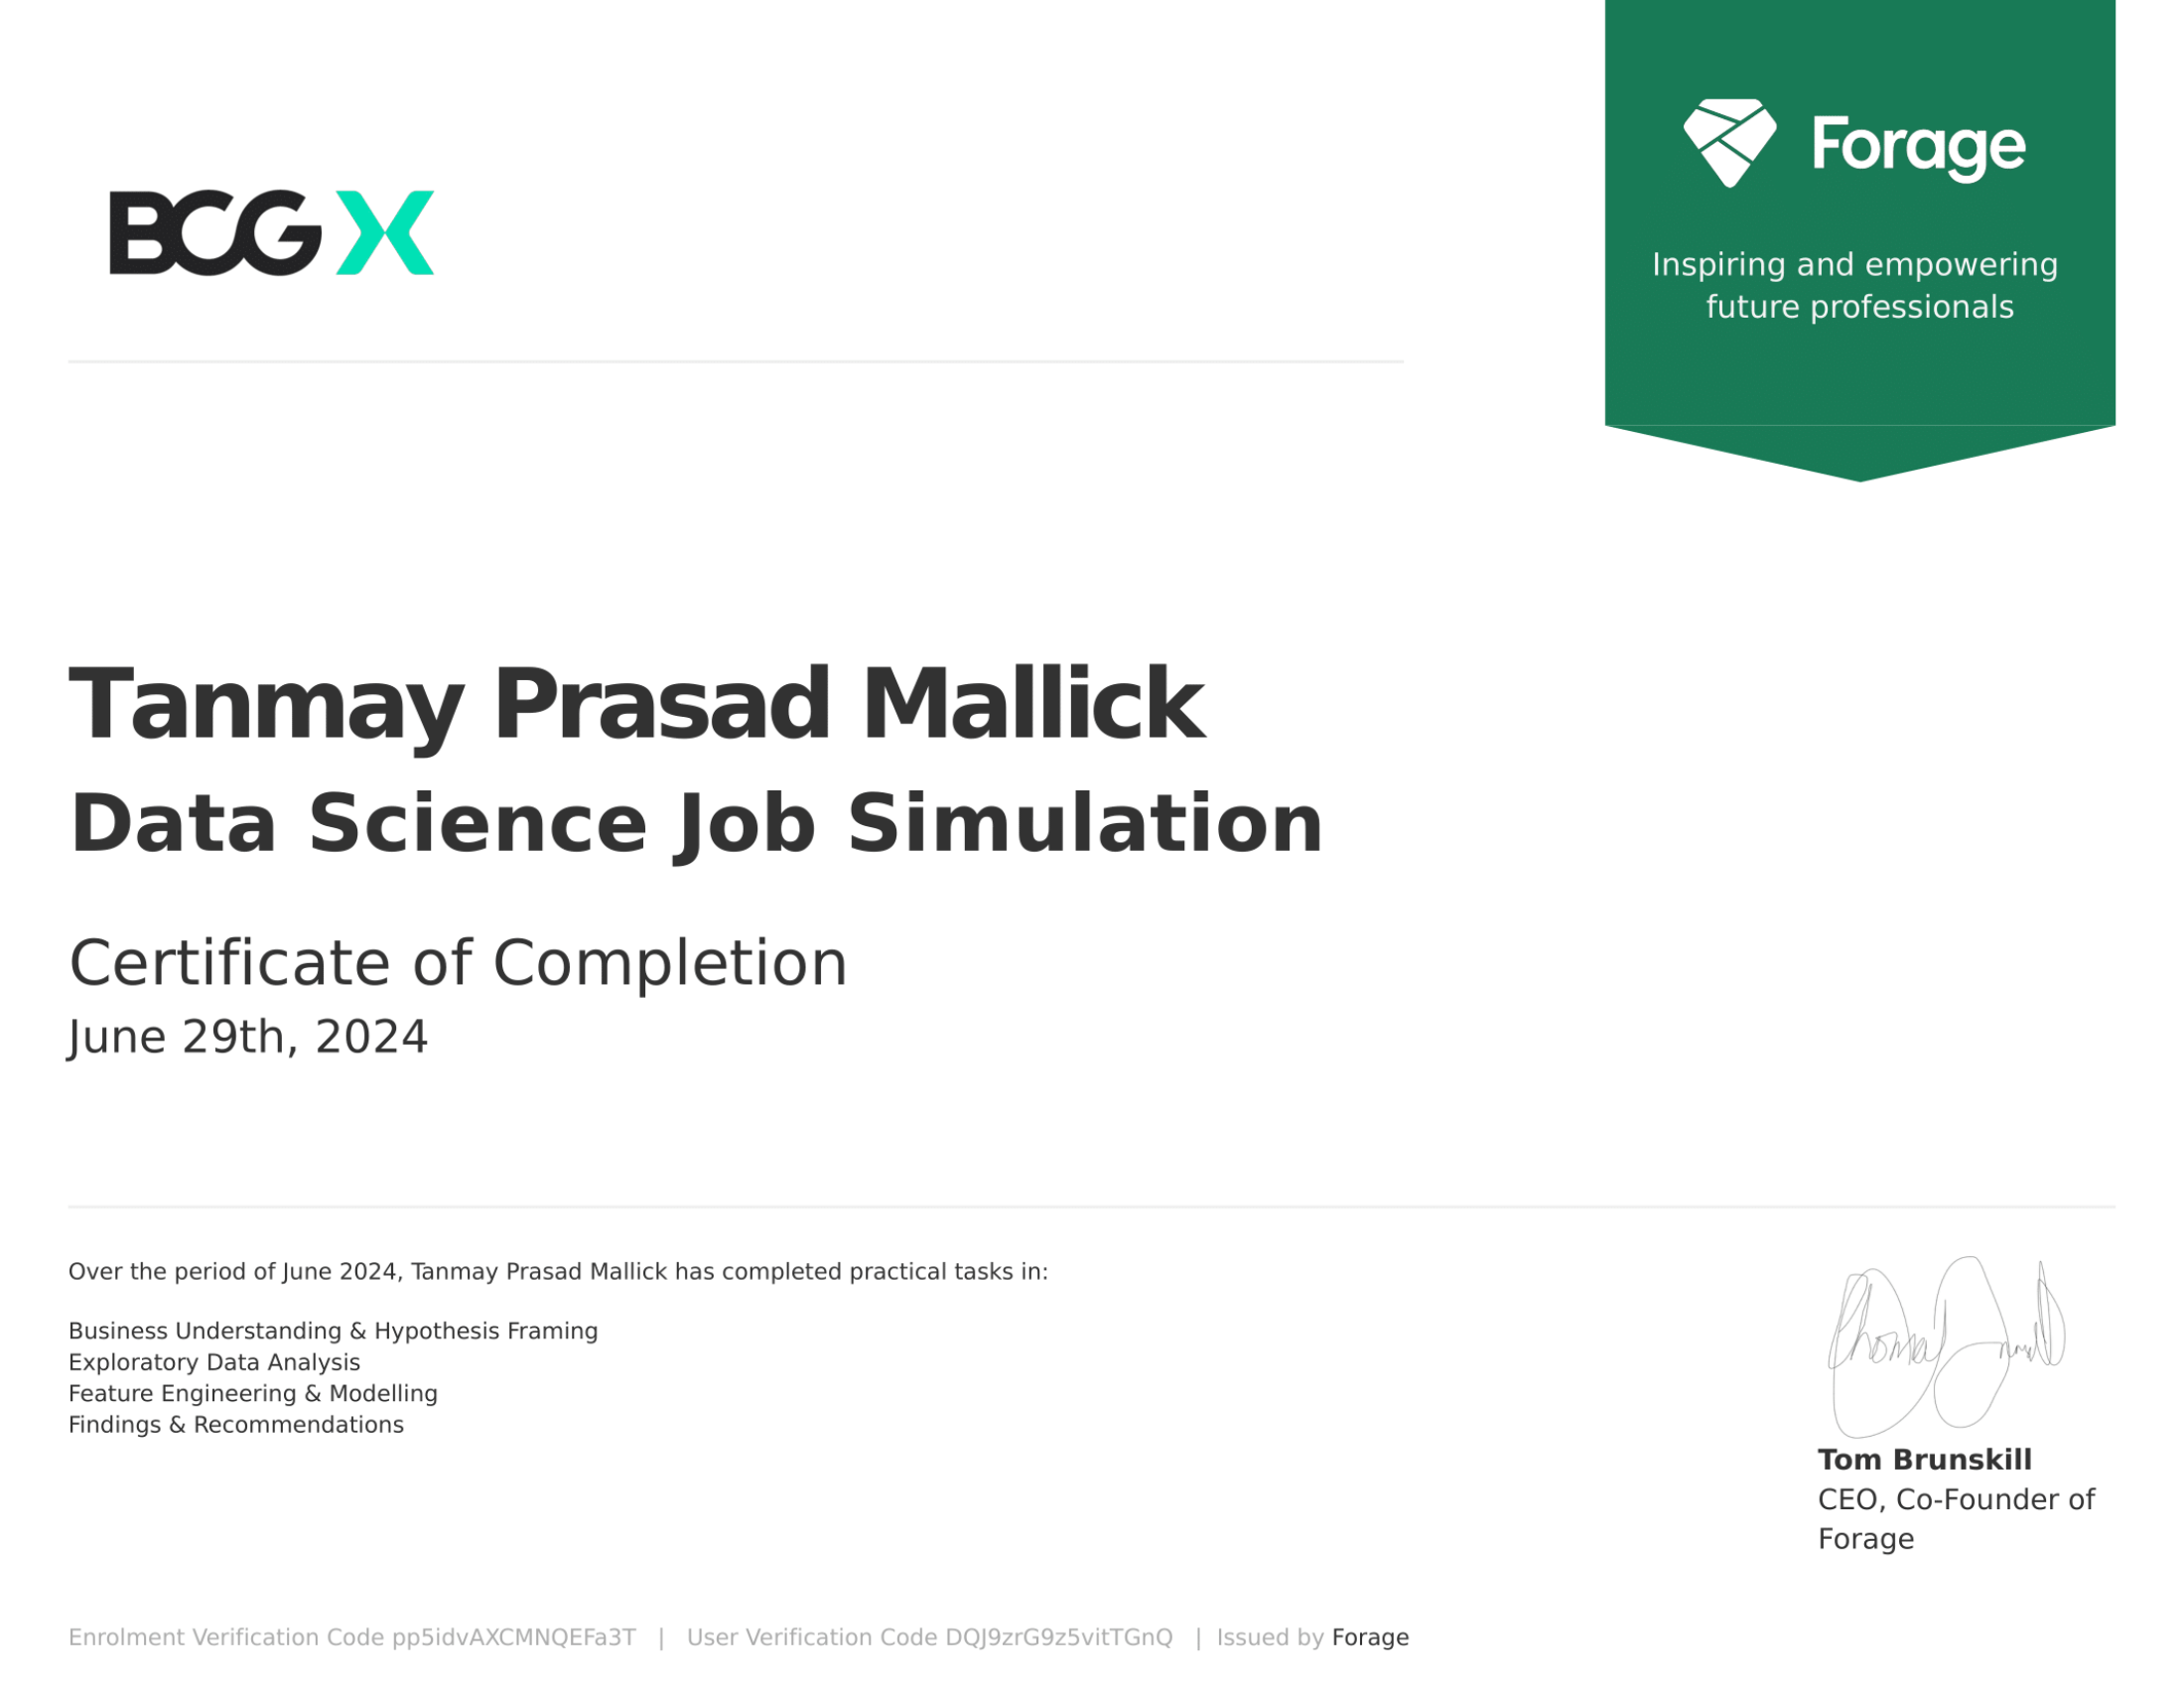 BCG X
Forage
Inspiring and empowering
future professionals
Tanmay Prasad Mallick
Data Science Job Simulation
Certificate of Completion
June 29th, 2024
Over the period of June 2024, Tanmay Prasad Mallick has completed practical tasks in:
Business Understanding & Hypothesis Framing
Exploratory Data Analysis
Feature Engineering & Modelling
Findings & Recommendations
Tom Brunskill
CEO, Co-Founder of
Forage
Enrolment Verification Code pp5idvAXCMNQEFa3T | User Verification Code DQJ9zrG9z5vitTGnQ | Issued by Forage